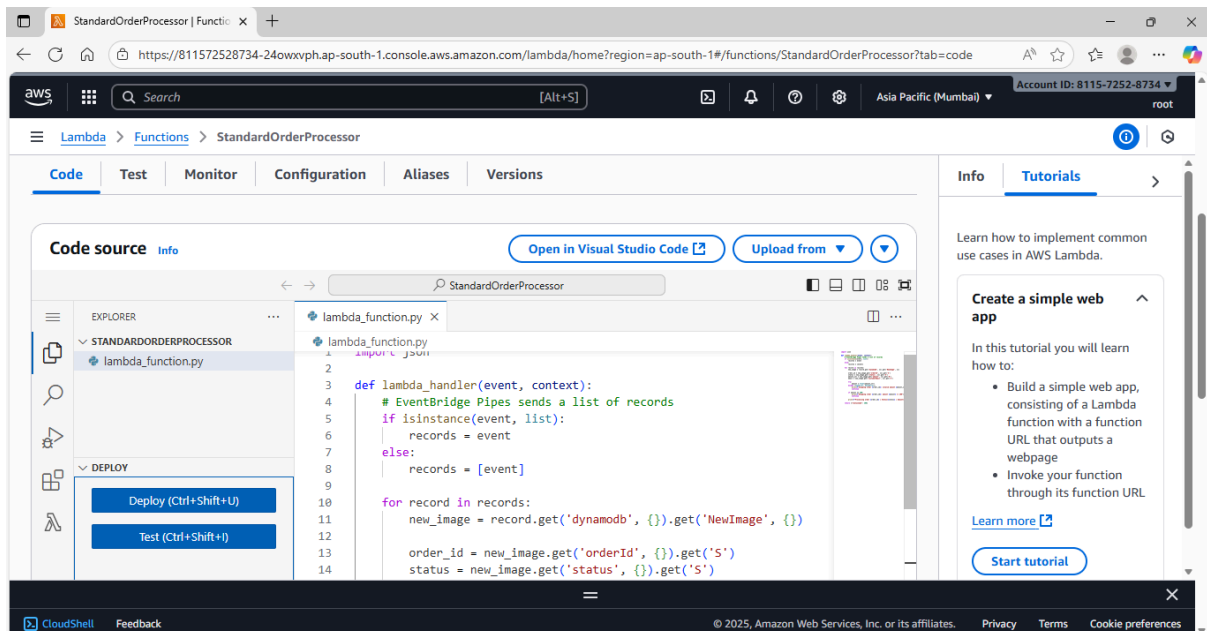 StandardOrderProcessor | Functio
https://811572528734-24owxvph.ap-south-1.console.aws.amazon.com/lambda/home?region=ap-south-1#/functions/StandardOrderProcessor?tab=code
aws
Search [Alt+S]
Asia Pacific (Mumbai)
Account ID: 8115-7252-8734
root
Lambda > Functions > StandardOrderProcessor
Code Test Monitor Configuration Aliases Versions
Info Tutorials
Code source Info
Open in Visual Studio Code
Upload from
StandardOrderProcessor
EXPLORER
STANDARDORDERPROCESSOR
lambda_function.py
DEPLOY
Deploy (Ctrl+Shift+U)
Test (Ctrl+Shift+I)
lambda_function.py
lambda_function.py
1 import json
2
3 def lambda_handler(event, context):
4 # EventBridge Pipes sends a list of records
5 if isinstance(event, list):
6 records = event
7 else:
8 records = [event]
9
10 for record in records:
11 new_image = record.get('dynamodb', {}).get('NewImage', {})
12
13 order_id = new_image.get('orderId', {}).get('S')
14 status = new_image.get('status', {}).get('S')
Learn how to implement common
use cases in AWS Lambda.
Create a simple web
app
In this tutorial you will learn
how to:
• Build a simple web app,
consisting of a Lambda
function with a function
URL that outputs a
webpage
• Invoke your function
through its function URL
Learn more
Start tutorial
CloudShell Feedback
© 2025, Amazon Web Services, Inc. or its affiliates. Privacy Terms Cookie preferences